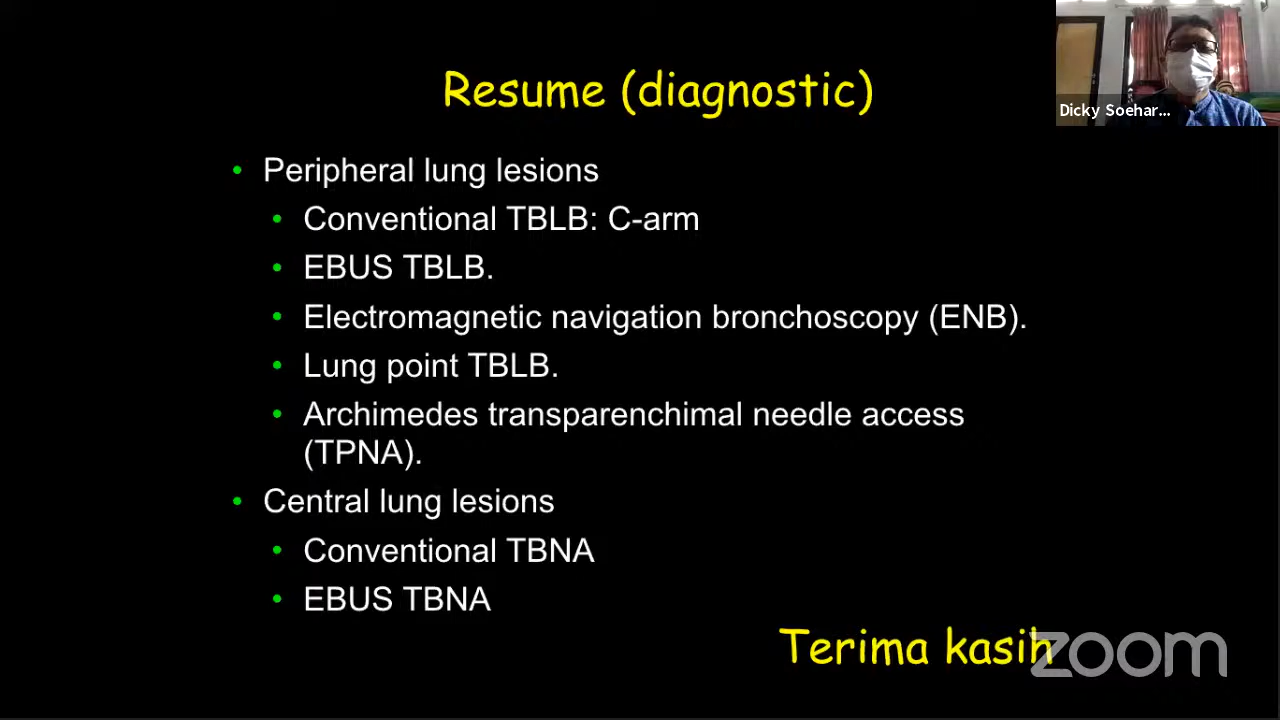 Resume (diagnostic)
Dicky Soehar...
• Peripheral lung lesions
• Conventional TBLB: C-arm
• EBUS TBLB.
• Electromagnetic navigation bronchoscopy (ENB).
• Lung point TBLB.
• Archimedes transparenchimal needle access
(TPNA).
• Central lung lesions
• Conventional TBNA
• EBUS TBNA
Terima kasih
zoom